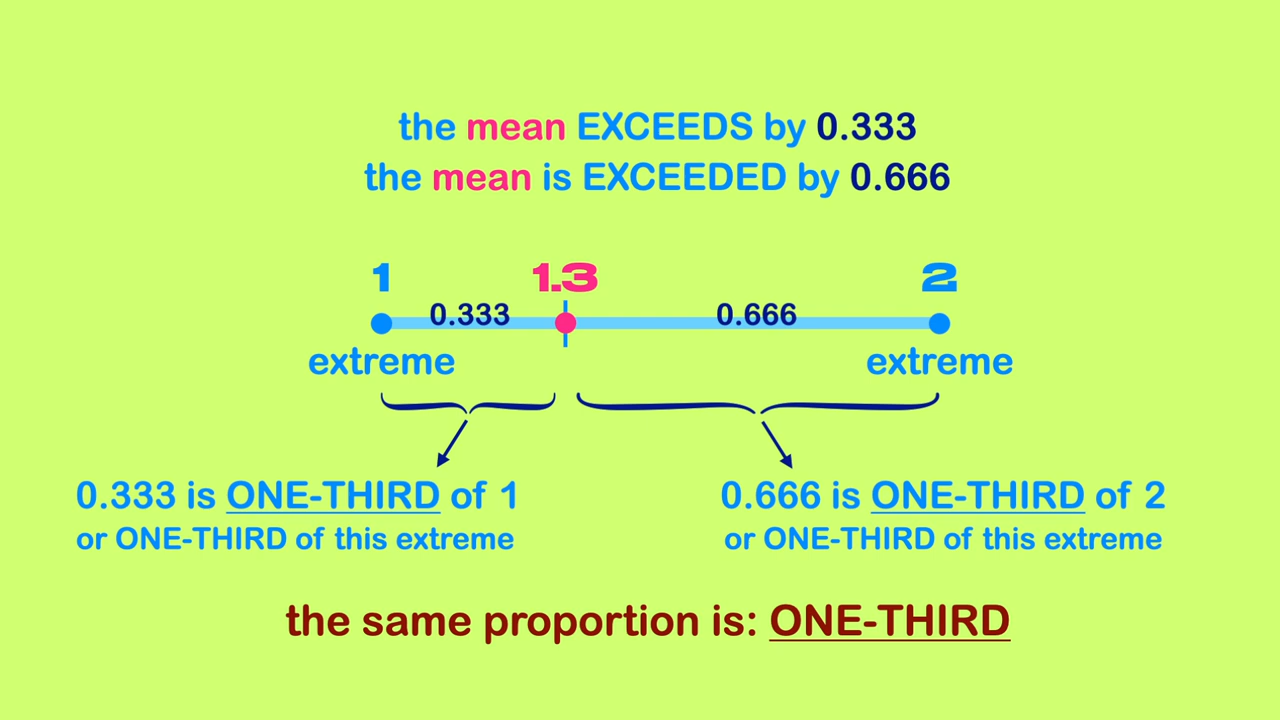 the mean EXCEEDS by 0.333
the mean is EXCEEDED by 0.666
1 1.3 2
0.333 0.666
extreme extreme
0.333 is ONE-THIRD of 1
or ONE-THIRD of this extreme
0.666 is ONE-THIRD of 2
or ONE-THIRD of this extreme
the same proportion is: ONE-THIRD